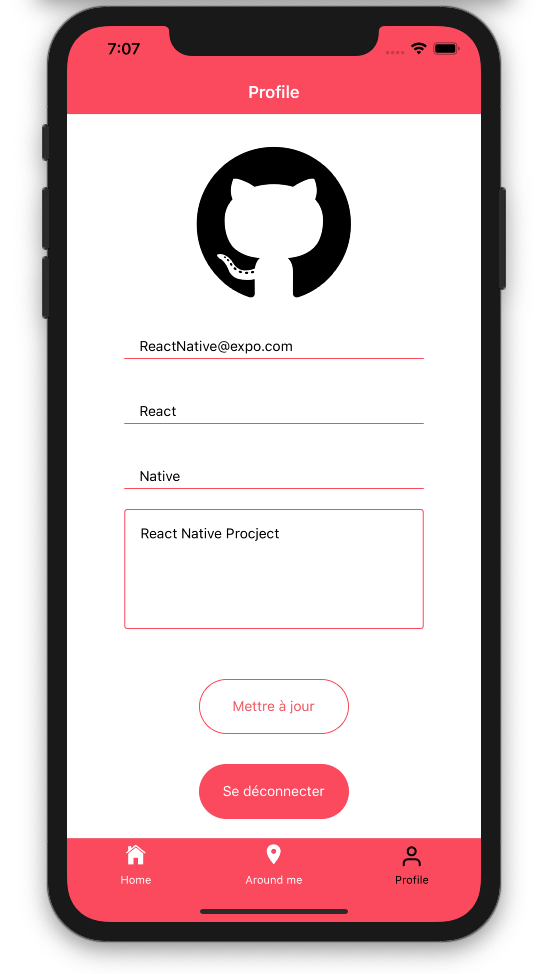 7:07
Profile
ReactNative@expo.com
React
Native
React Native Procject
Mettre à jour
Se déconnecter
Home
Around me
Profile